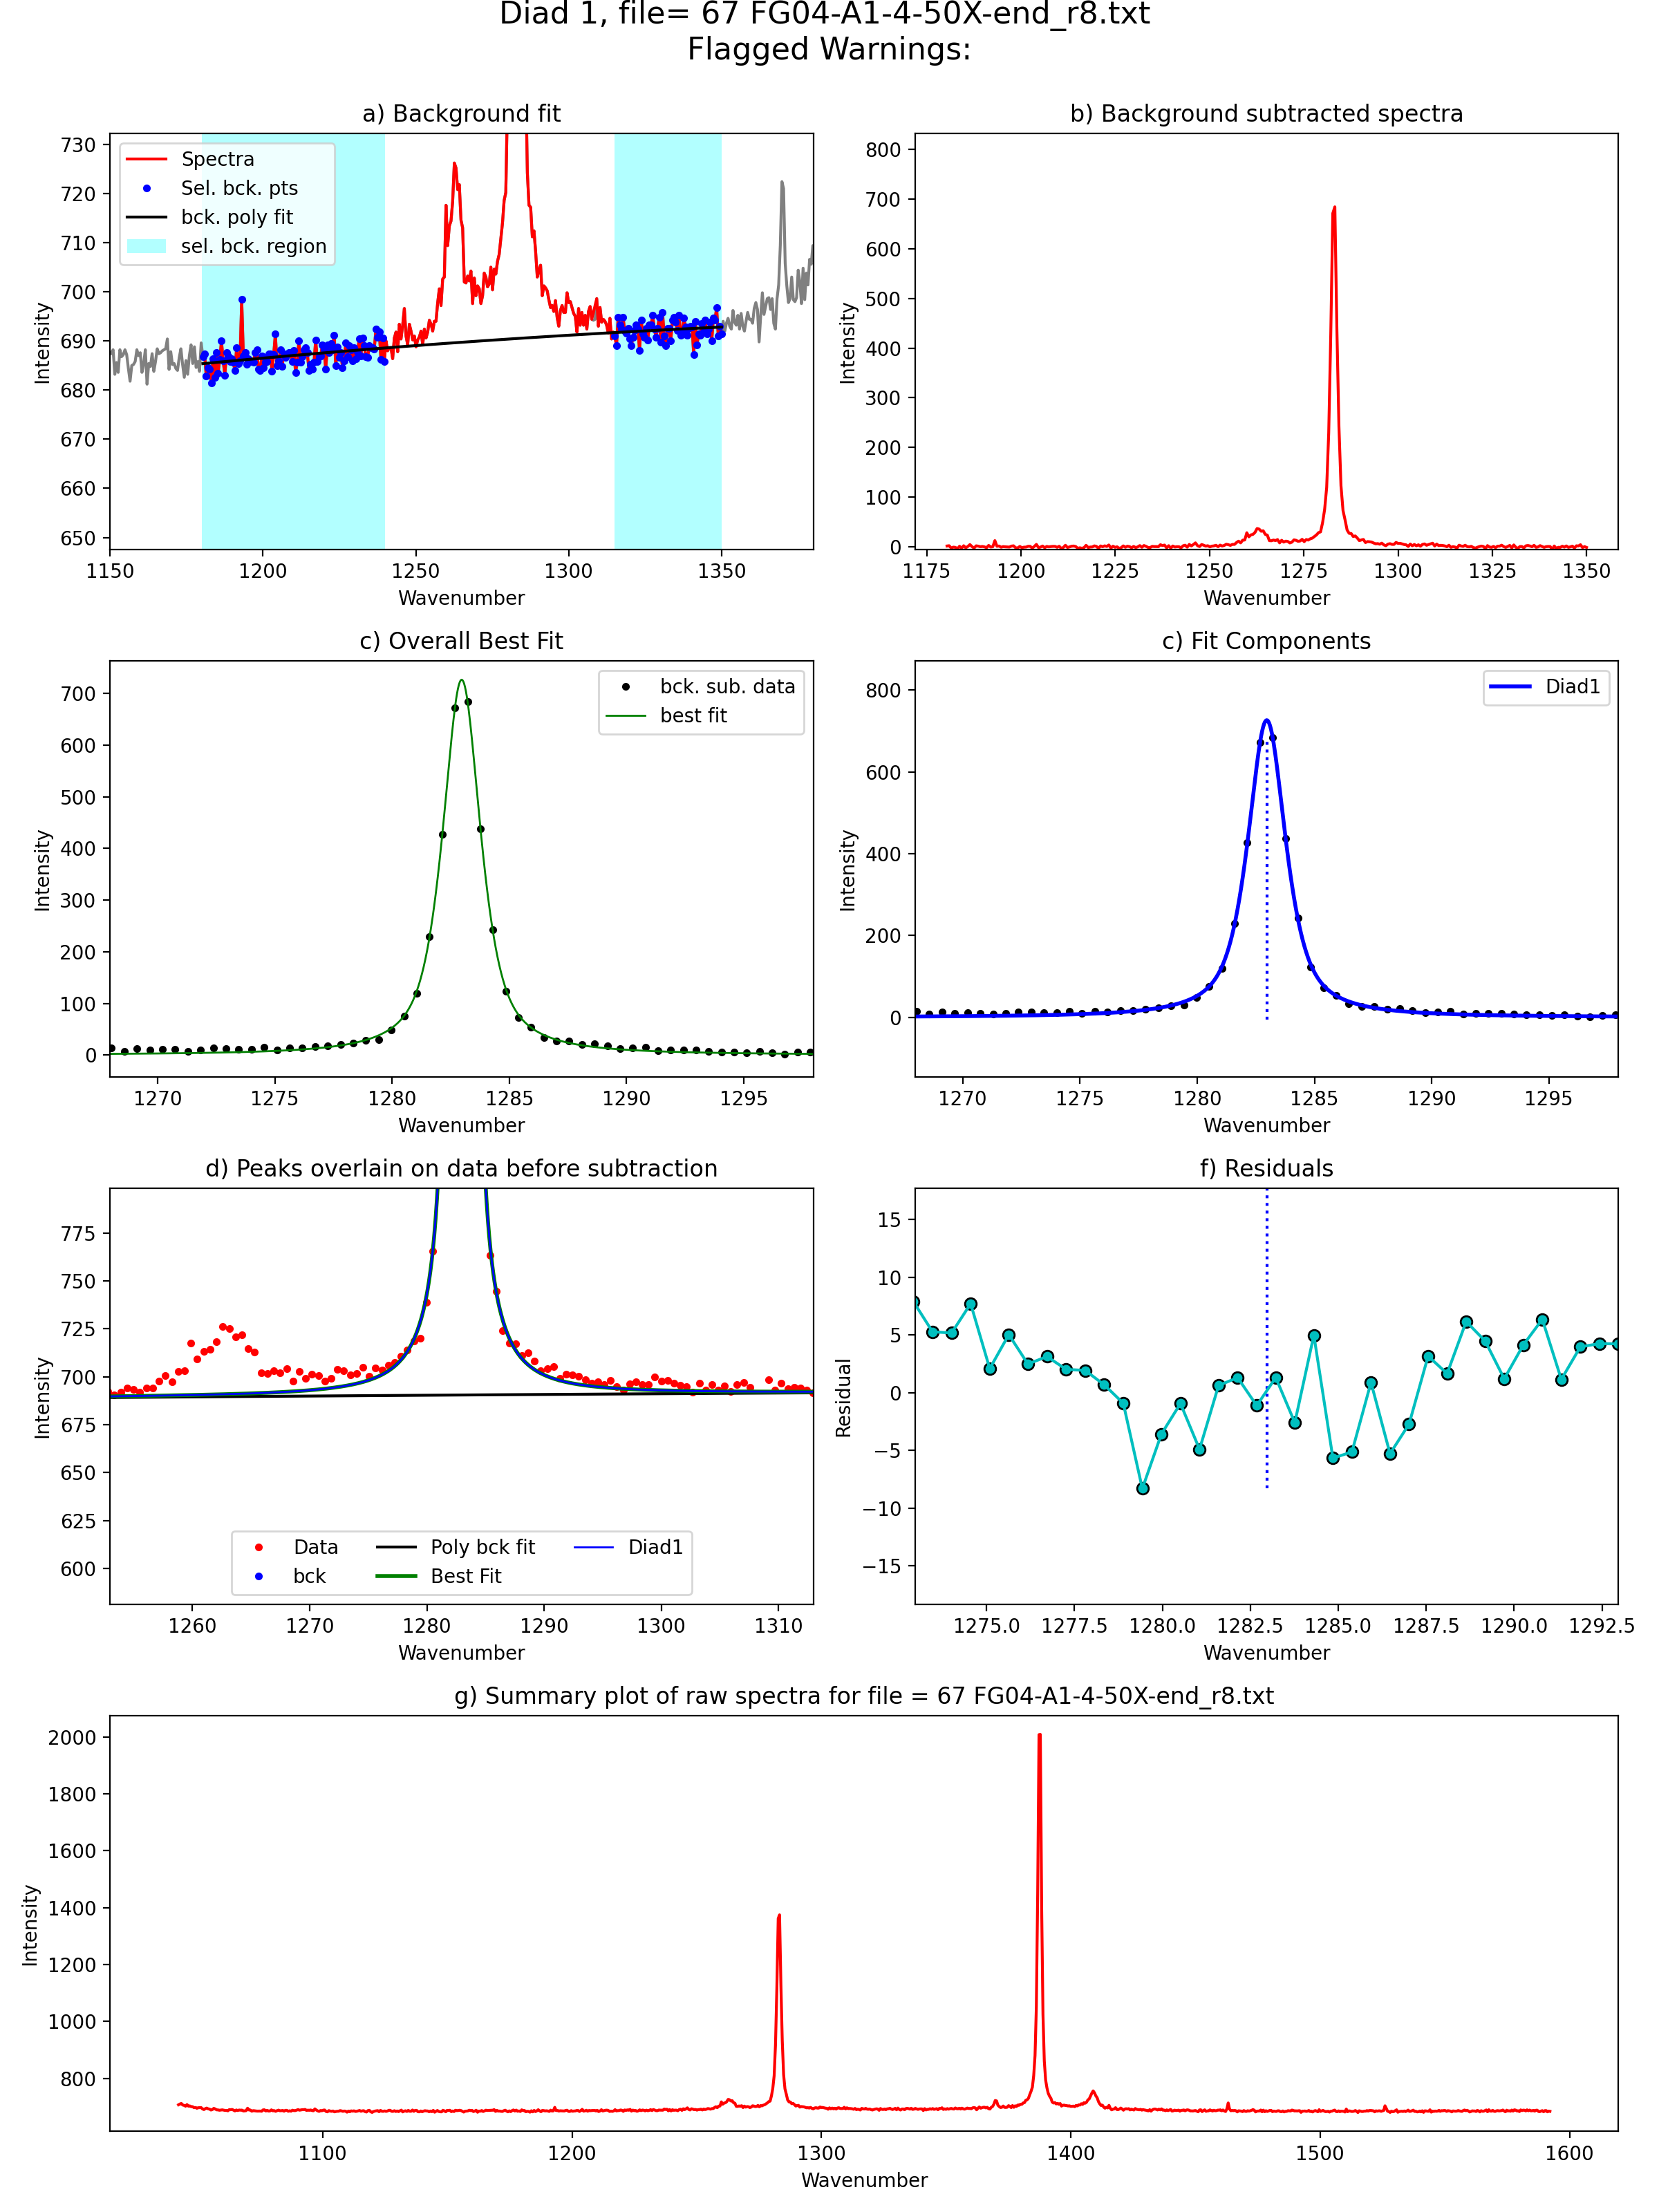 Diad 1, file= 67 FG04-A1-4-50X-end_r8.txt
Flagged Warnings:
a) Background fit
730
720
710
700
690
680
670
660
650
Intensity
Spectra
Sel. bck. pts
bck. poly fit
sel. bck. region
1150 1200 1250 1300 1350
Wavenumber
b) Background subtracted spectra
800
700
600
500
400
300
200
100
0
Intensity
1175 1200 1225 1250 1275 1300 1325 1350
Wavenumber
c) Overall Best Fit
700
600
500
400
300
200
100
0
Intensity
bck. sub. data
best fit
1270 1275 1280 1285 1290 1295
Wavenumber
c) Fit Components
800
600
400
200
0
Intensity
Diad1
1270 1275 1280 1285 1290 1295
Wavenumber
d) Peaks overlain on data before subtraction
775
750
725
700
675
650
625
600
Intensity
Data Poly bck fit Diad1
bck Best Fit
1260 1270 1280 1290 1300 1310
Wavenumber
f) Residuals
15
10
5
0
−5
−10
−15
Residual
1275.0 1277.5 1280.0 1282.5 1285.0 1287.5 1290.0 1292.5
Wavenumber
g) Summary plot of raw spectra for file = 67 FG04-A1-4-50X-end_r8.txt
2000
1800
1600
1400
1200
1000
800
Intensity
1100 1200 1300 1400 1500 1600
Wavenumber